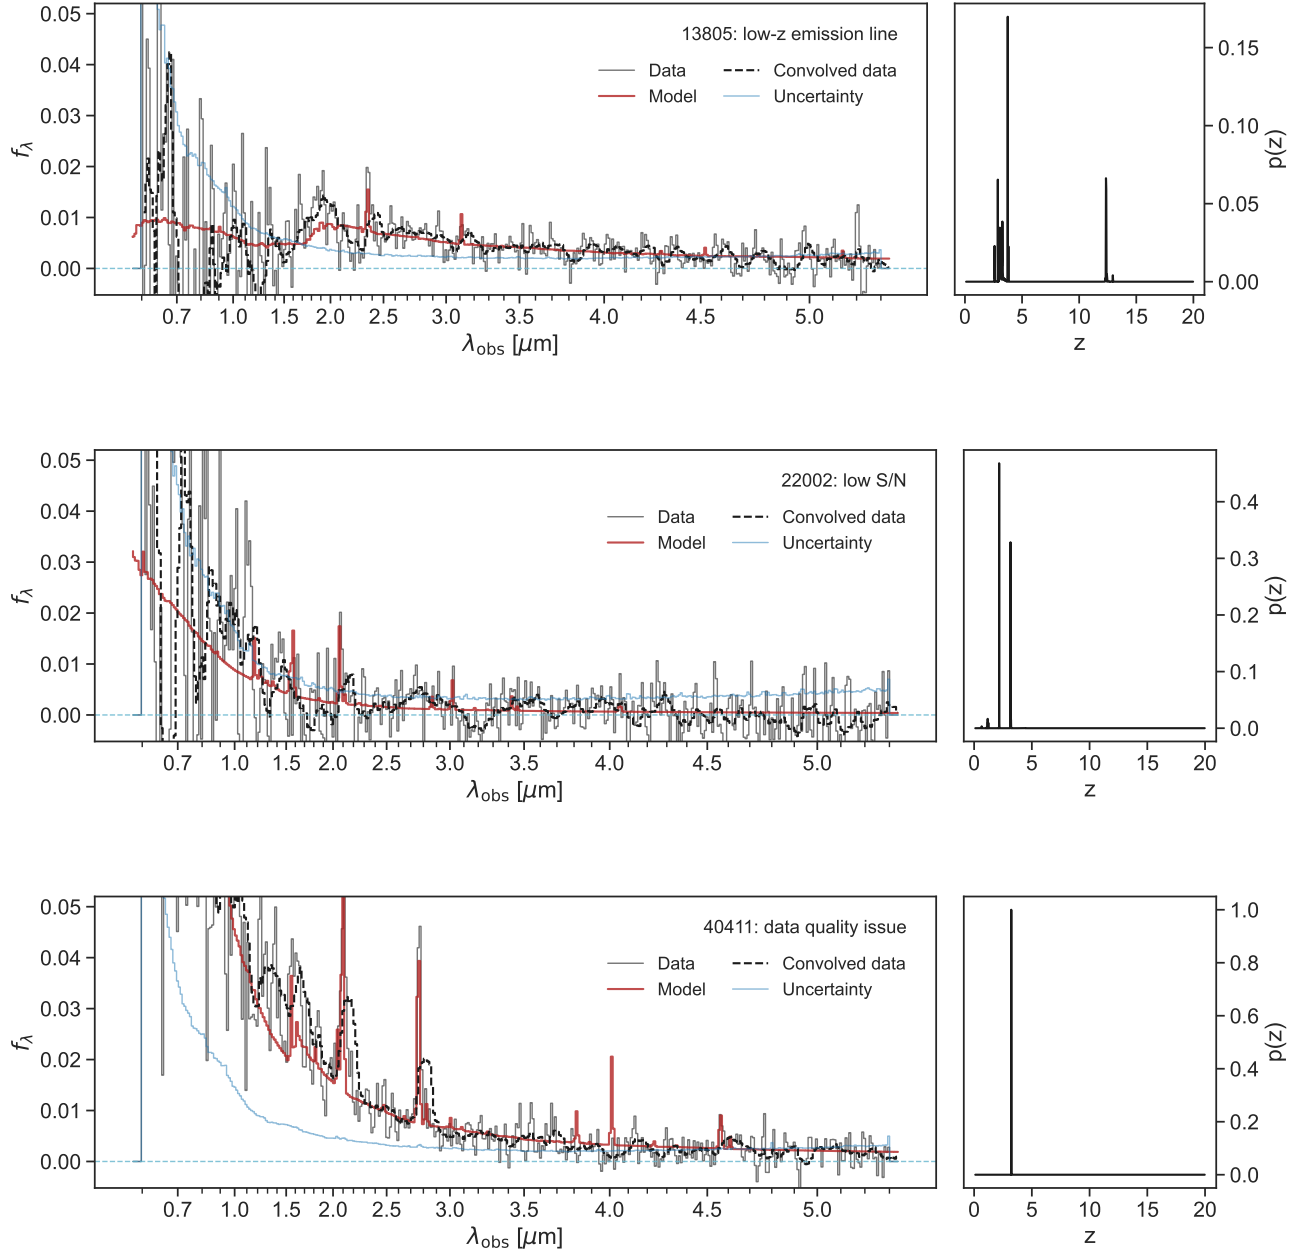 13805: low-z emission line
Data
Convolved data
Model
Uncertainty
0.05
0.04
0.03
0.02
0.01
0.00
fλ
0.7 1.0 1.5 2.0 2.5 3.0 3.5 4.0 4.5 5.0
λobs [μm]
0.15
0.10
0.05
0.00
p(z)
0 5 10 15 20
z
22002: low S/N
Data
Convolved data
Model
Uncertainty
0.05
0.04
0.03
0.02
0.01
0.00
fλ
0.7 1.0 1.5 2.0 2.5 3.0 3.5 4.0 4.5 5.0
λobs [μm]
0.4
0.3
0.2
0.1
0.0
p(z)
0 5 10 15 20
z
40411: data quality issue
Data
Convolved data
Model
Uncertainty
0.05
0.04
0.03
0.02
0.01
0.00
fλ
0.7 1.0 1.5 2.0 2.5 3.0 3.5 4.0 4.5 5.0
λobs [μm]
1.0
0.8
0.6
0.4
0.2
0.0
p(z)
0 5 10 15 20
z